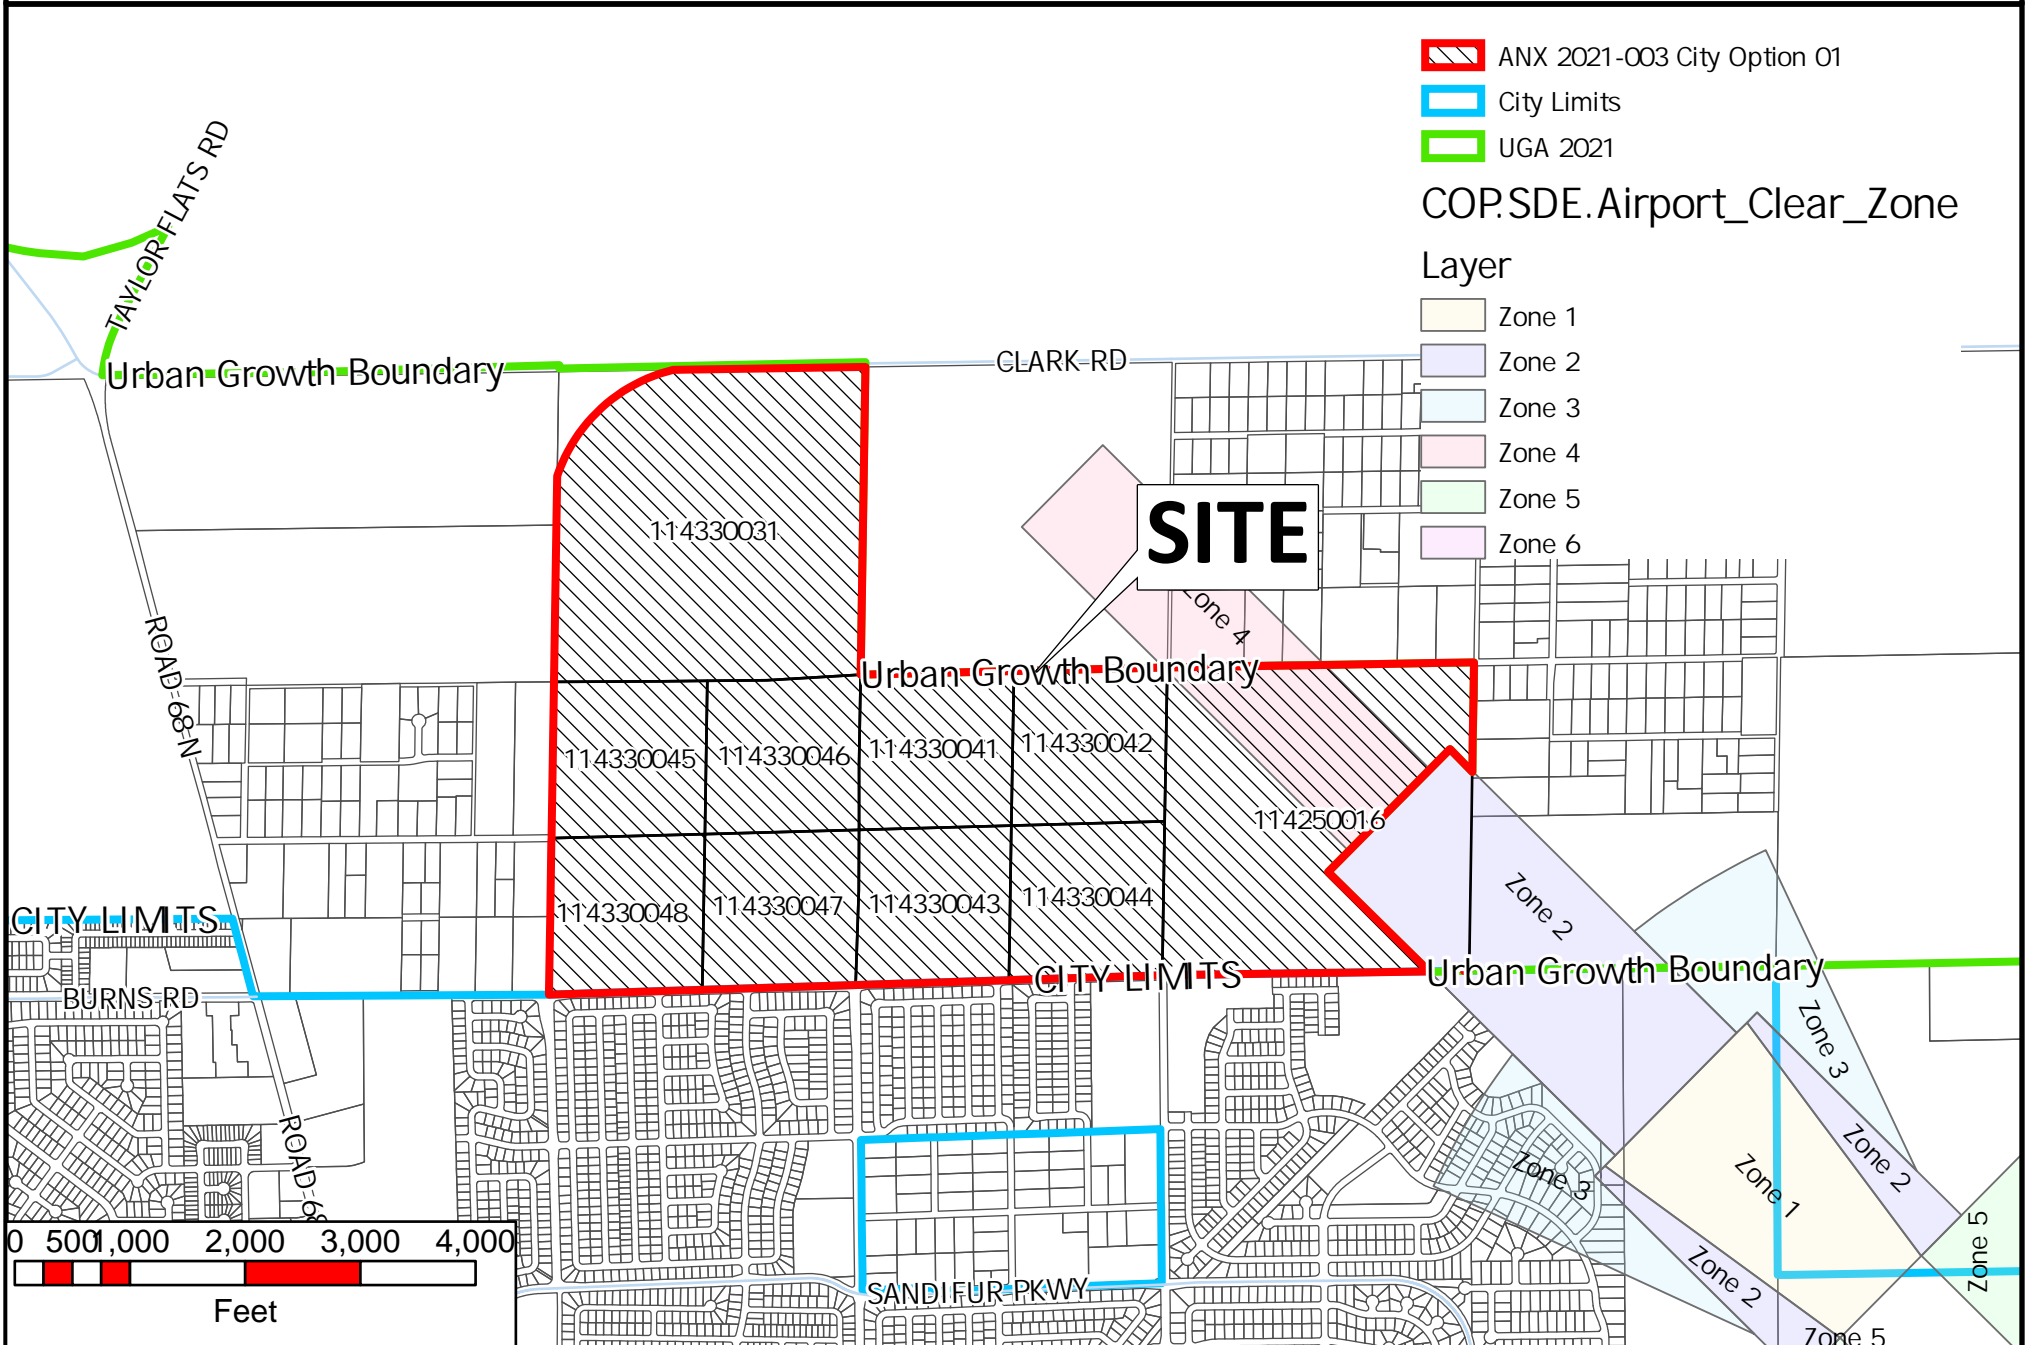 ANX 2021-003 City Option 01
City Limits
UGA 2021
COP.SDE.Airport_Clear_Zone
Layer
Zone 1
Zone 2
Zone 3
Zone 4
Zone 5
Zone 6
TAYLOR FLATS RD
Urban Growth Boundary
CLARK RD
SITE
Zone 4
114330031
ROAD 68 N
Urban Growth Boundary
114330045
114330046
114330041
114330042
114250016
114330048
114330047
114330043
114330044
Zone 2
CITY LIMITS
CITY LIMITS
Urban Growth Boundary
BURNS RD
Zone 3
Zone 3
Zone 1
Zone 2
Zone 2
Zone 5
Zone 5
ROAD 68
SANDIFUR PKWY
0 500 1,000 2,000 3,000 4,000
Feet